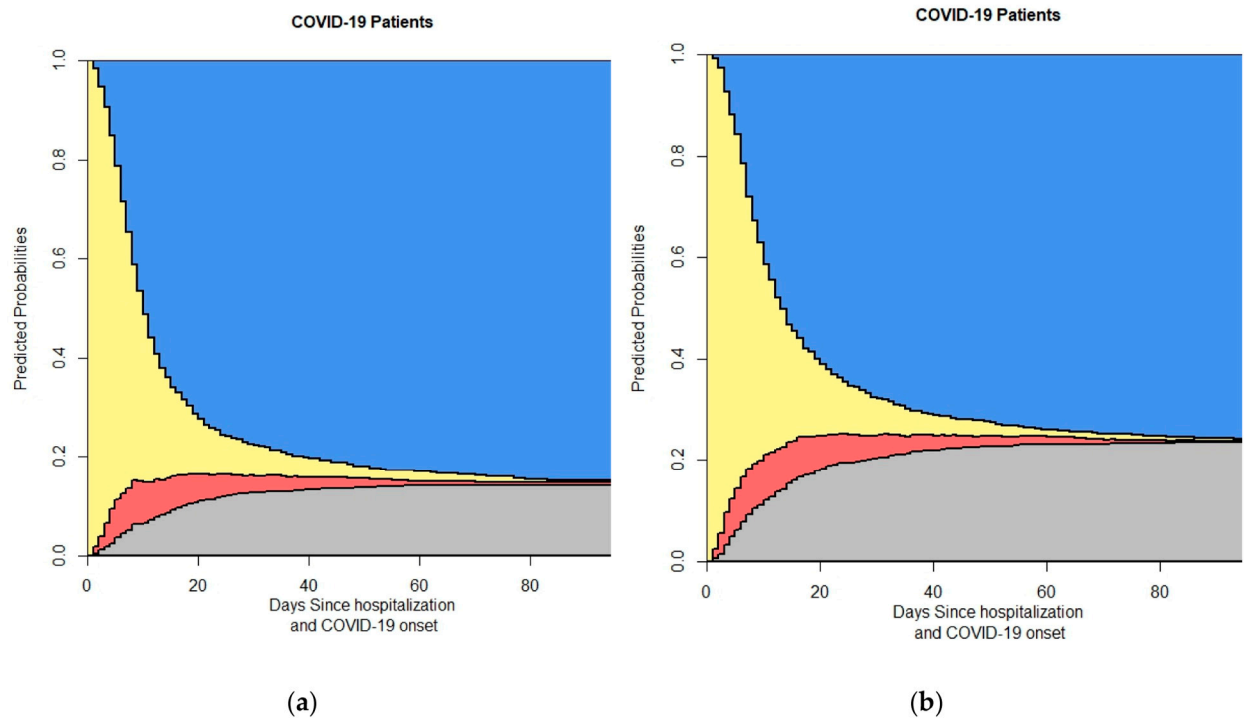 COVID-19 Patients
Predicted Probabilities
1.0
0.8
0.6
0.4
0.2
0.0
0 20 40 60 80
Days Since hospitalization
and COVID-19 onset
(a)
COVID-19 Patients
Predicted Probabilities
1.0
0.8
0.6
0.4
0.2
0.0
0 20 40 60 80
Days Since hospitalization
and COVID-19 onset
(b)